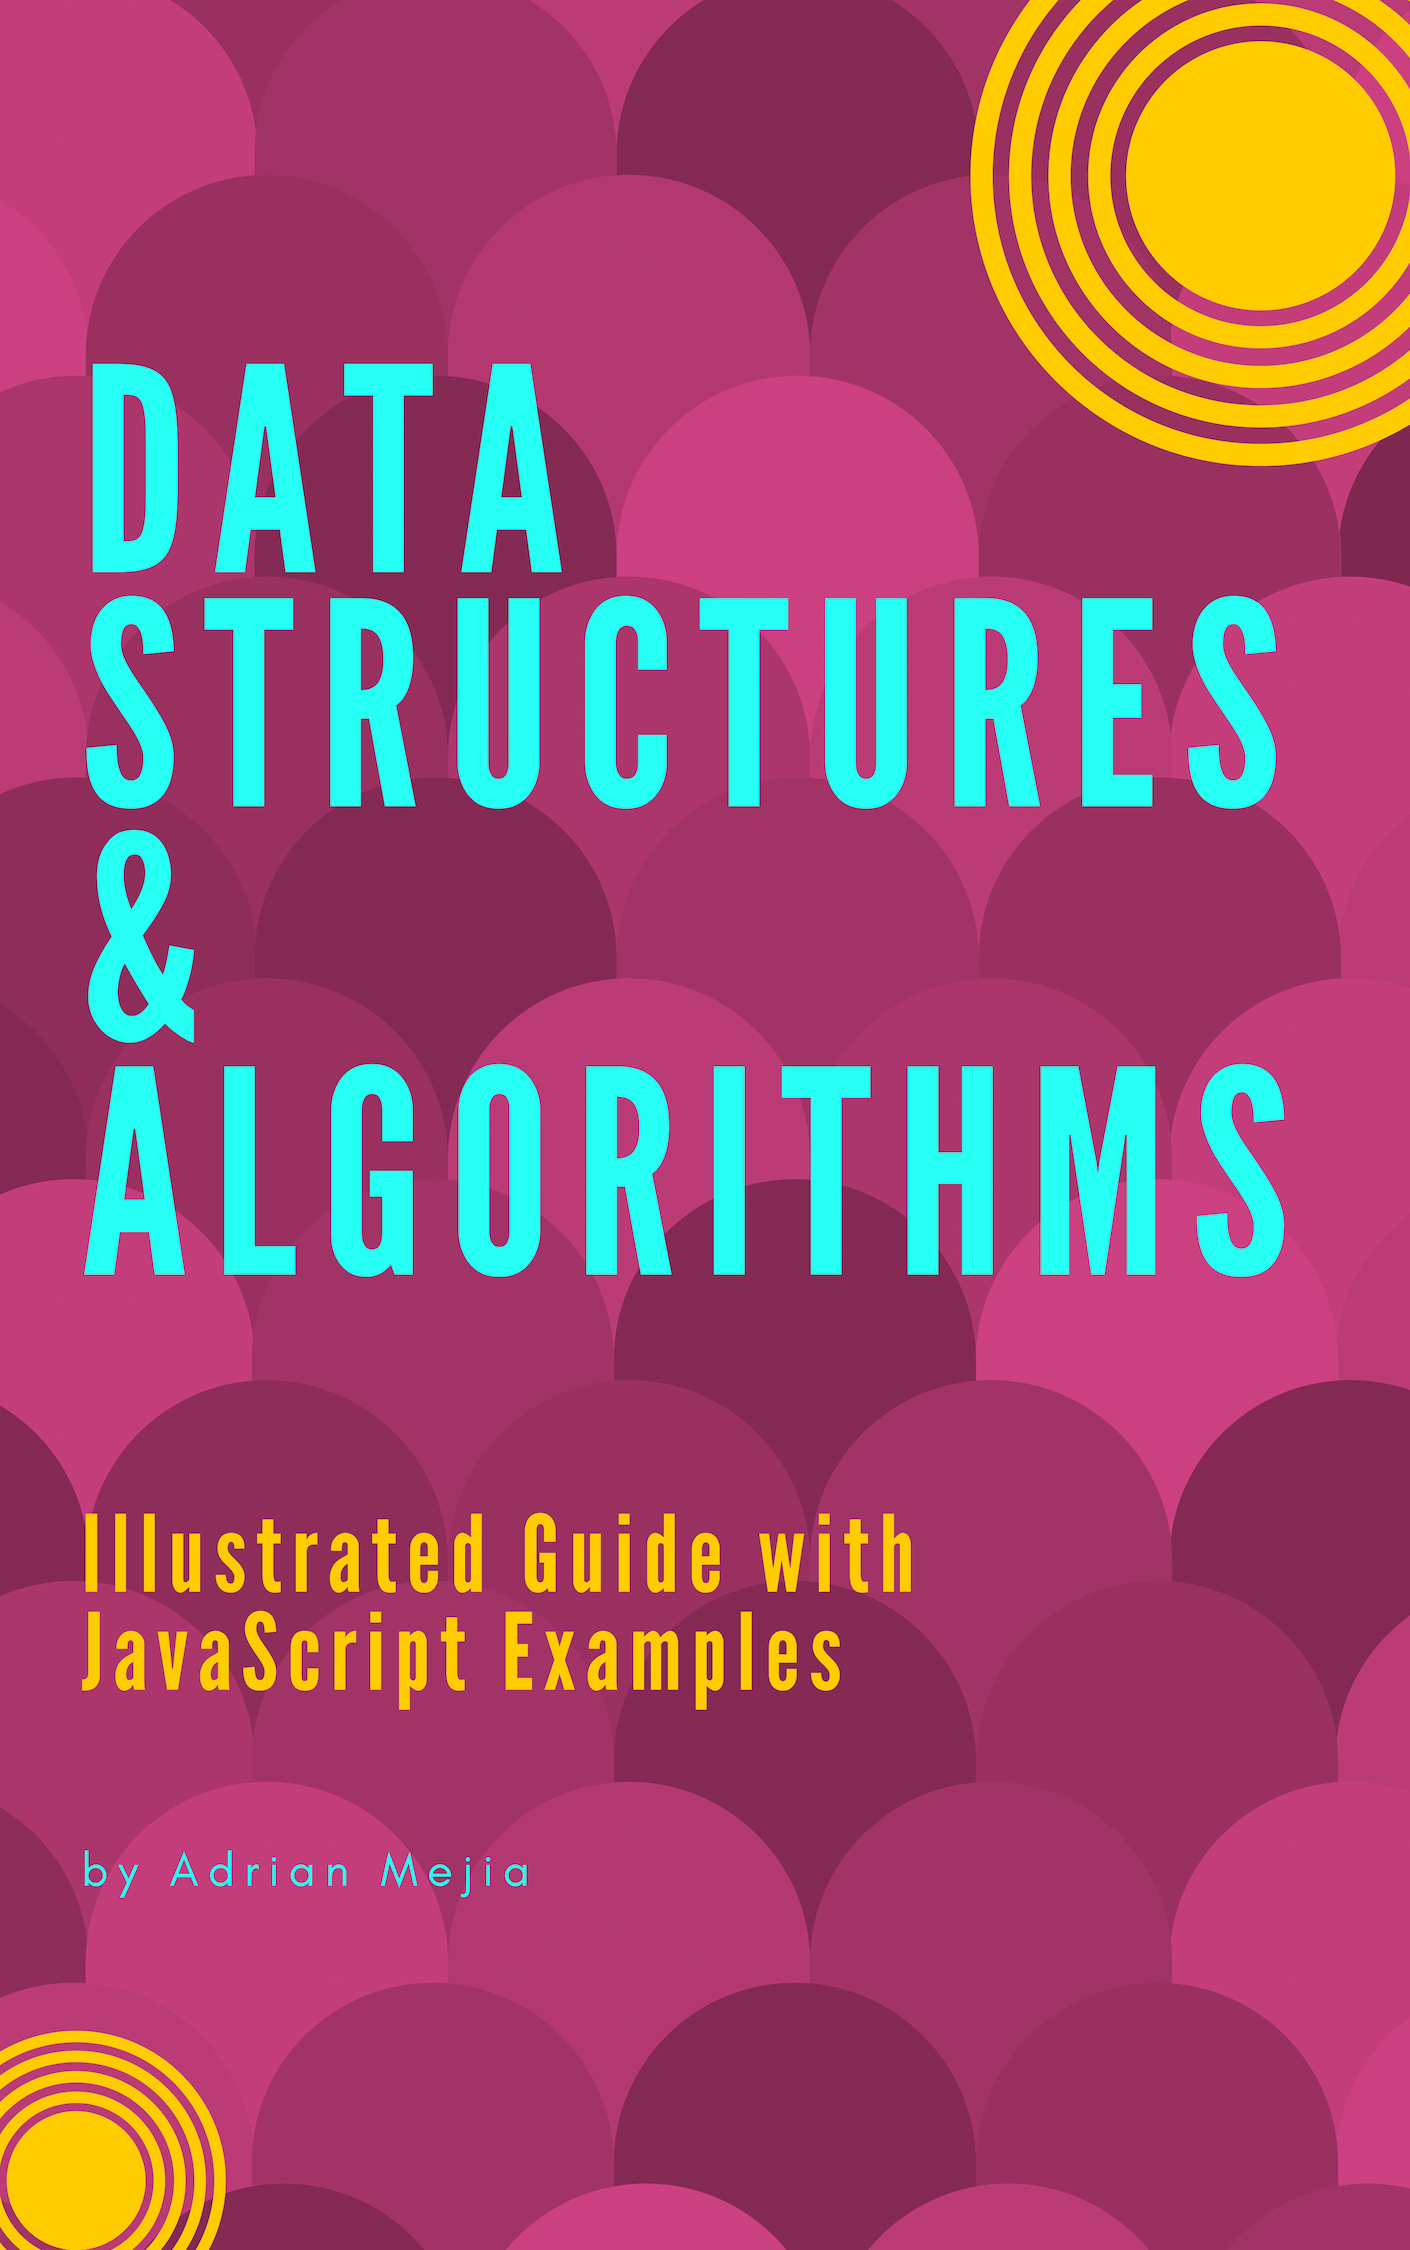 DATA
STRUCTURES
&
ALGORITHMS
Illustrated Guide with
JavaScript Examples
by Adrian Mejia